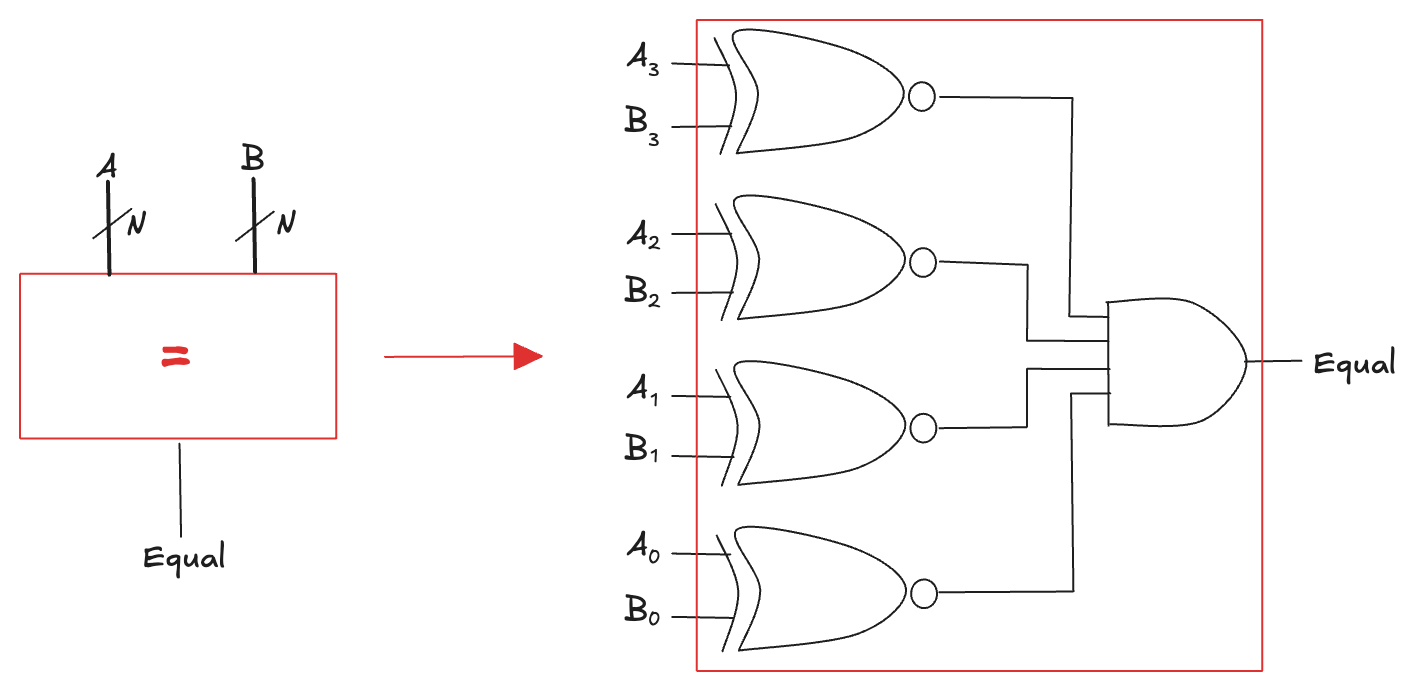 A
B
N
N
=
Equal
A₃
B₃
A₂
B₂
A₁
B₁
A₀
B₀
Equal